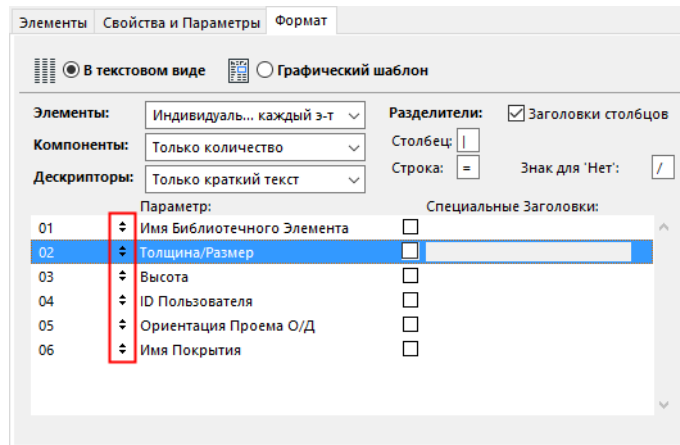 Элементы Свойства и Параметры Формат
В текстовом виде Графический шаблон
Элементы: Индивидуаль... каждый э-т Разделители: Заголовки столбцов
Компоненты: Только количество Столбец: |
Дескрипторы: Только краткий текст Строка: = Знак для 'Нет': /
Параметр: Специальные Заголовки:
01 Имя Библиотечного Элемента
02 Толщина/Размер
03 Высота
04 ID Пользователя
05 Ориентация Проема О/Д
06 Имя Покрытия